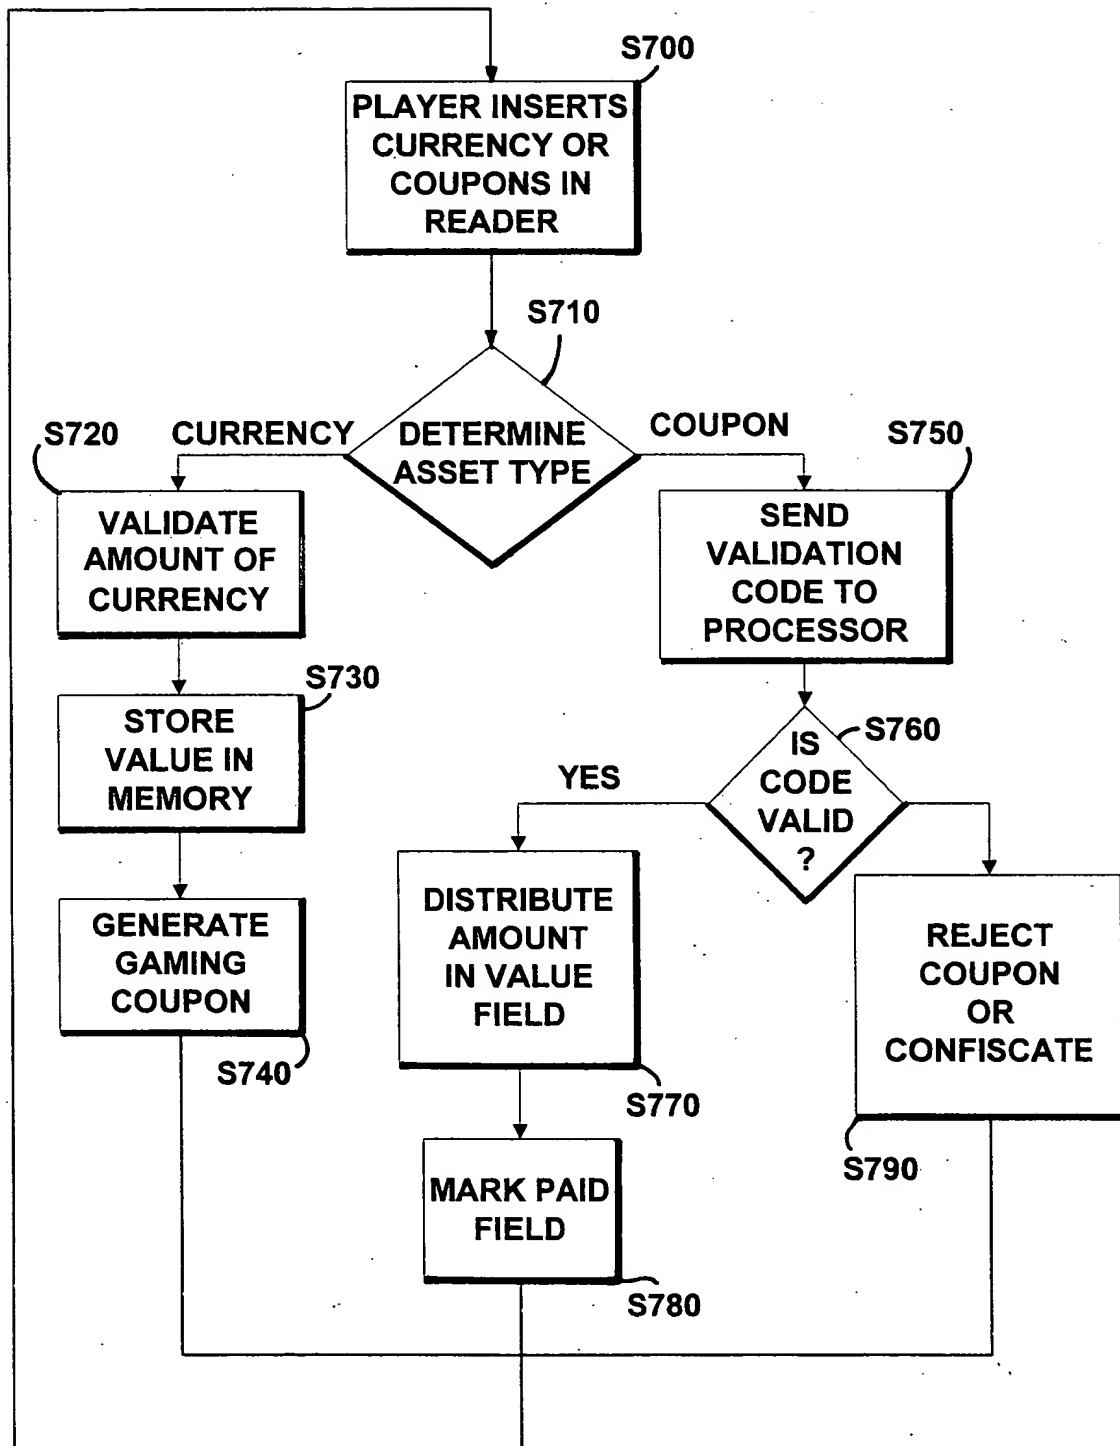 S700
PLAYER INSERTS
CURRENCY OR
COUPONS IN
READER
S710
DETERMINE
ASSET TYPE
CURRENCY
COUPON
S720
VALIDATE
AMOUNT OF
CURRENCY
S730
STORE
VALUE IN
MEMORY
GENERATE
GAMING
COUPON
S740
S750
SEND
VALIDATION
CODE TO
PROCESSOR
S760
IS
CODE
VALID
?
YES
DISTRIBUTE
AMOUNT
IN VALUE
FIELD
S770
MARK PAID
FIELD
S780
REJECT
COUPON
OR
CONFISCATE
S790